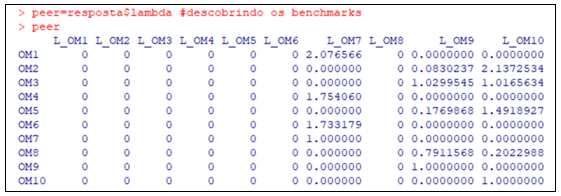 > peer=resposta$lambda #descobrindo os benchmarks
> peer
L_OM1 L_OM2 L_OM3 L_OM4 L_OM5 L_OM6 L_OM7 L_OM8 L_OM9 L_OM10
OM1 0 0 0 0 0 0 2.076566 0 0.0000000 0.0000000
OM2 0 0 0 0 0 0 0.000000 0 0.0830237 2.1372534
OM3 0 0 0 0 0 0 0.000000 0 1.0299545 1.0165634
OM4 0 0 0 0 0 0 1.754060 0 0.0000000 0.0000000
OM5 0 0 0 0 0 0 0.000000 0 0.1769868 1.4918927
OM6 0 0 0 0 0 0 1.733179 0 0.0000000 0.0000000
OM7 0 0 0 0 0 0 1.000000 0 0.0000000 0.0000000
OM8 0 0 0 0 0 0 0.000000 0 0.7911568 0.2022988
OM9 0 0 0 0 0 0 0.000000 0 1.0000000 0.0000000
OM10 0 0 0 0 0 0 0.000000 0 0.0000000 1.0000000